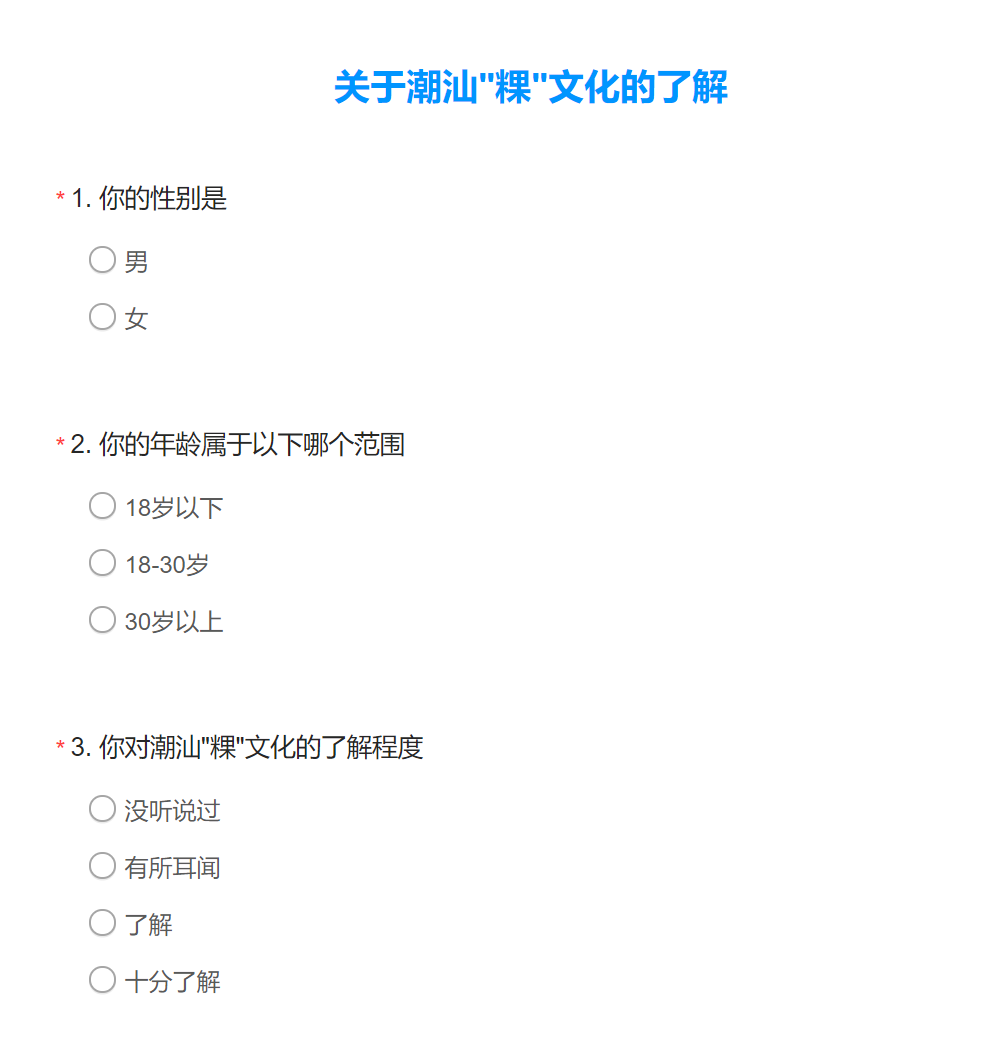 关于潮汕"粿"文化的了解
* 1. 你的性别是
男
女
* 2. 你的年龄属于以下哪个范围
18岁以下
18-30岁
30岁以上
* 3. 你对潮汕"粿"文化的了解程度
没听说过
有所耳闻
了解
十分了解